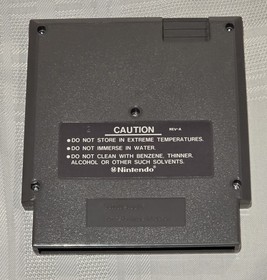 CAUTION REV-A
• DO NOT STORE IN EXTREME TEMPERATURES.
• DO NOT IMMERSE IN WATER.
• DO NOT CLEAN WITH BENZENE, THINNER,
ALCOHOL OR OTHER SUCH SOLVENTS.
Nintendo